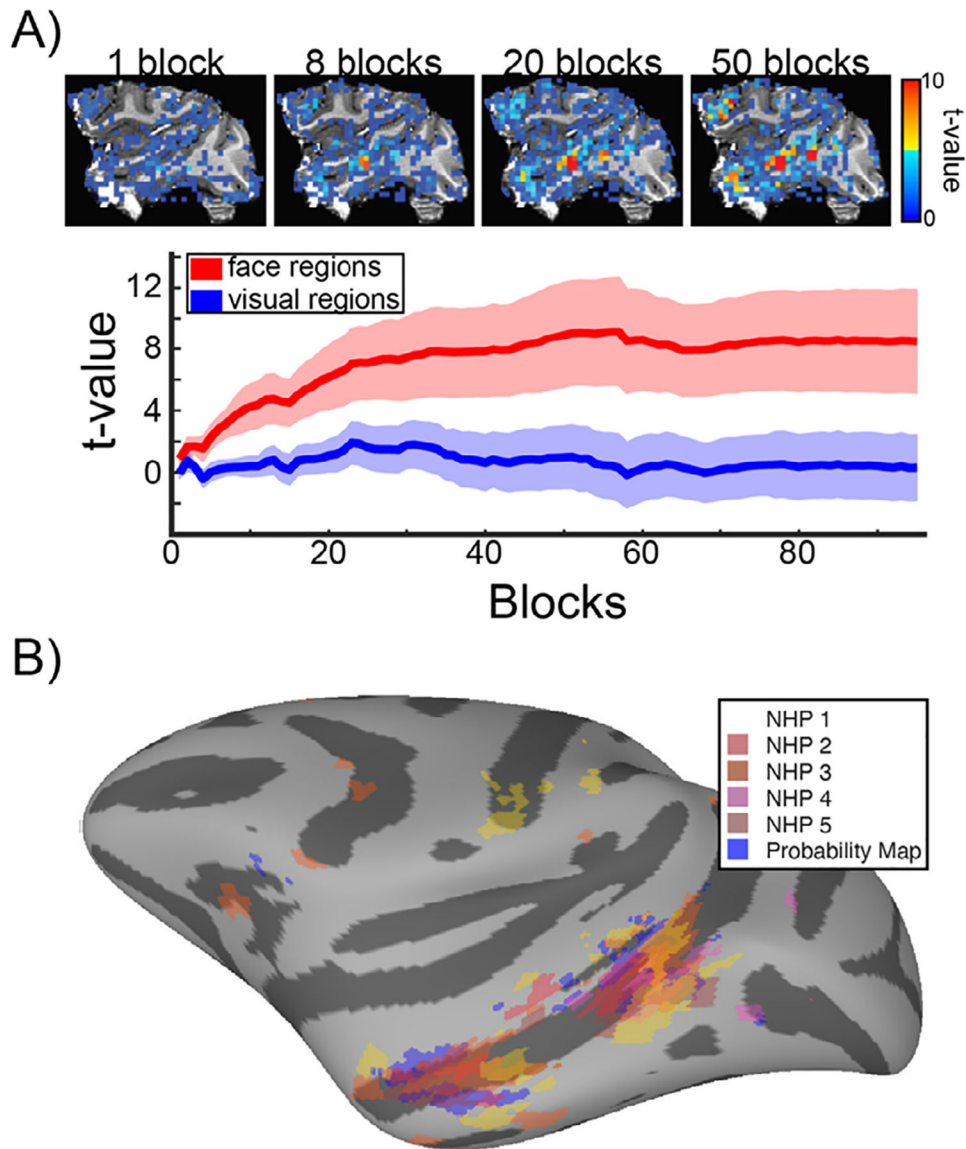 A)
1 block 8 blocks 20 blocks 50 blocks
10
t-value
0
face regions
visual regions
12
8
4
0
t-value
0 20 40 60 80
Blocks
B)
NHP 1
NHP 2
NHP 3
NHP 4
NHP 5
Probability Map